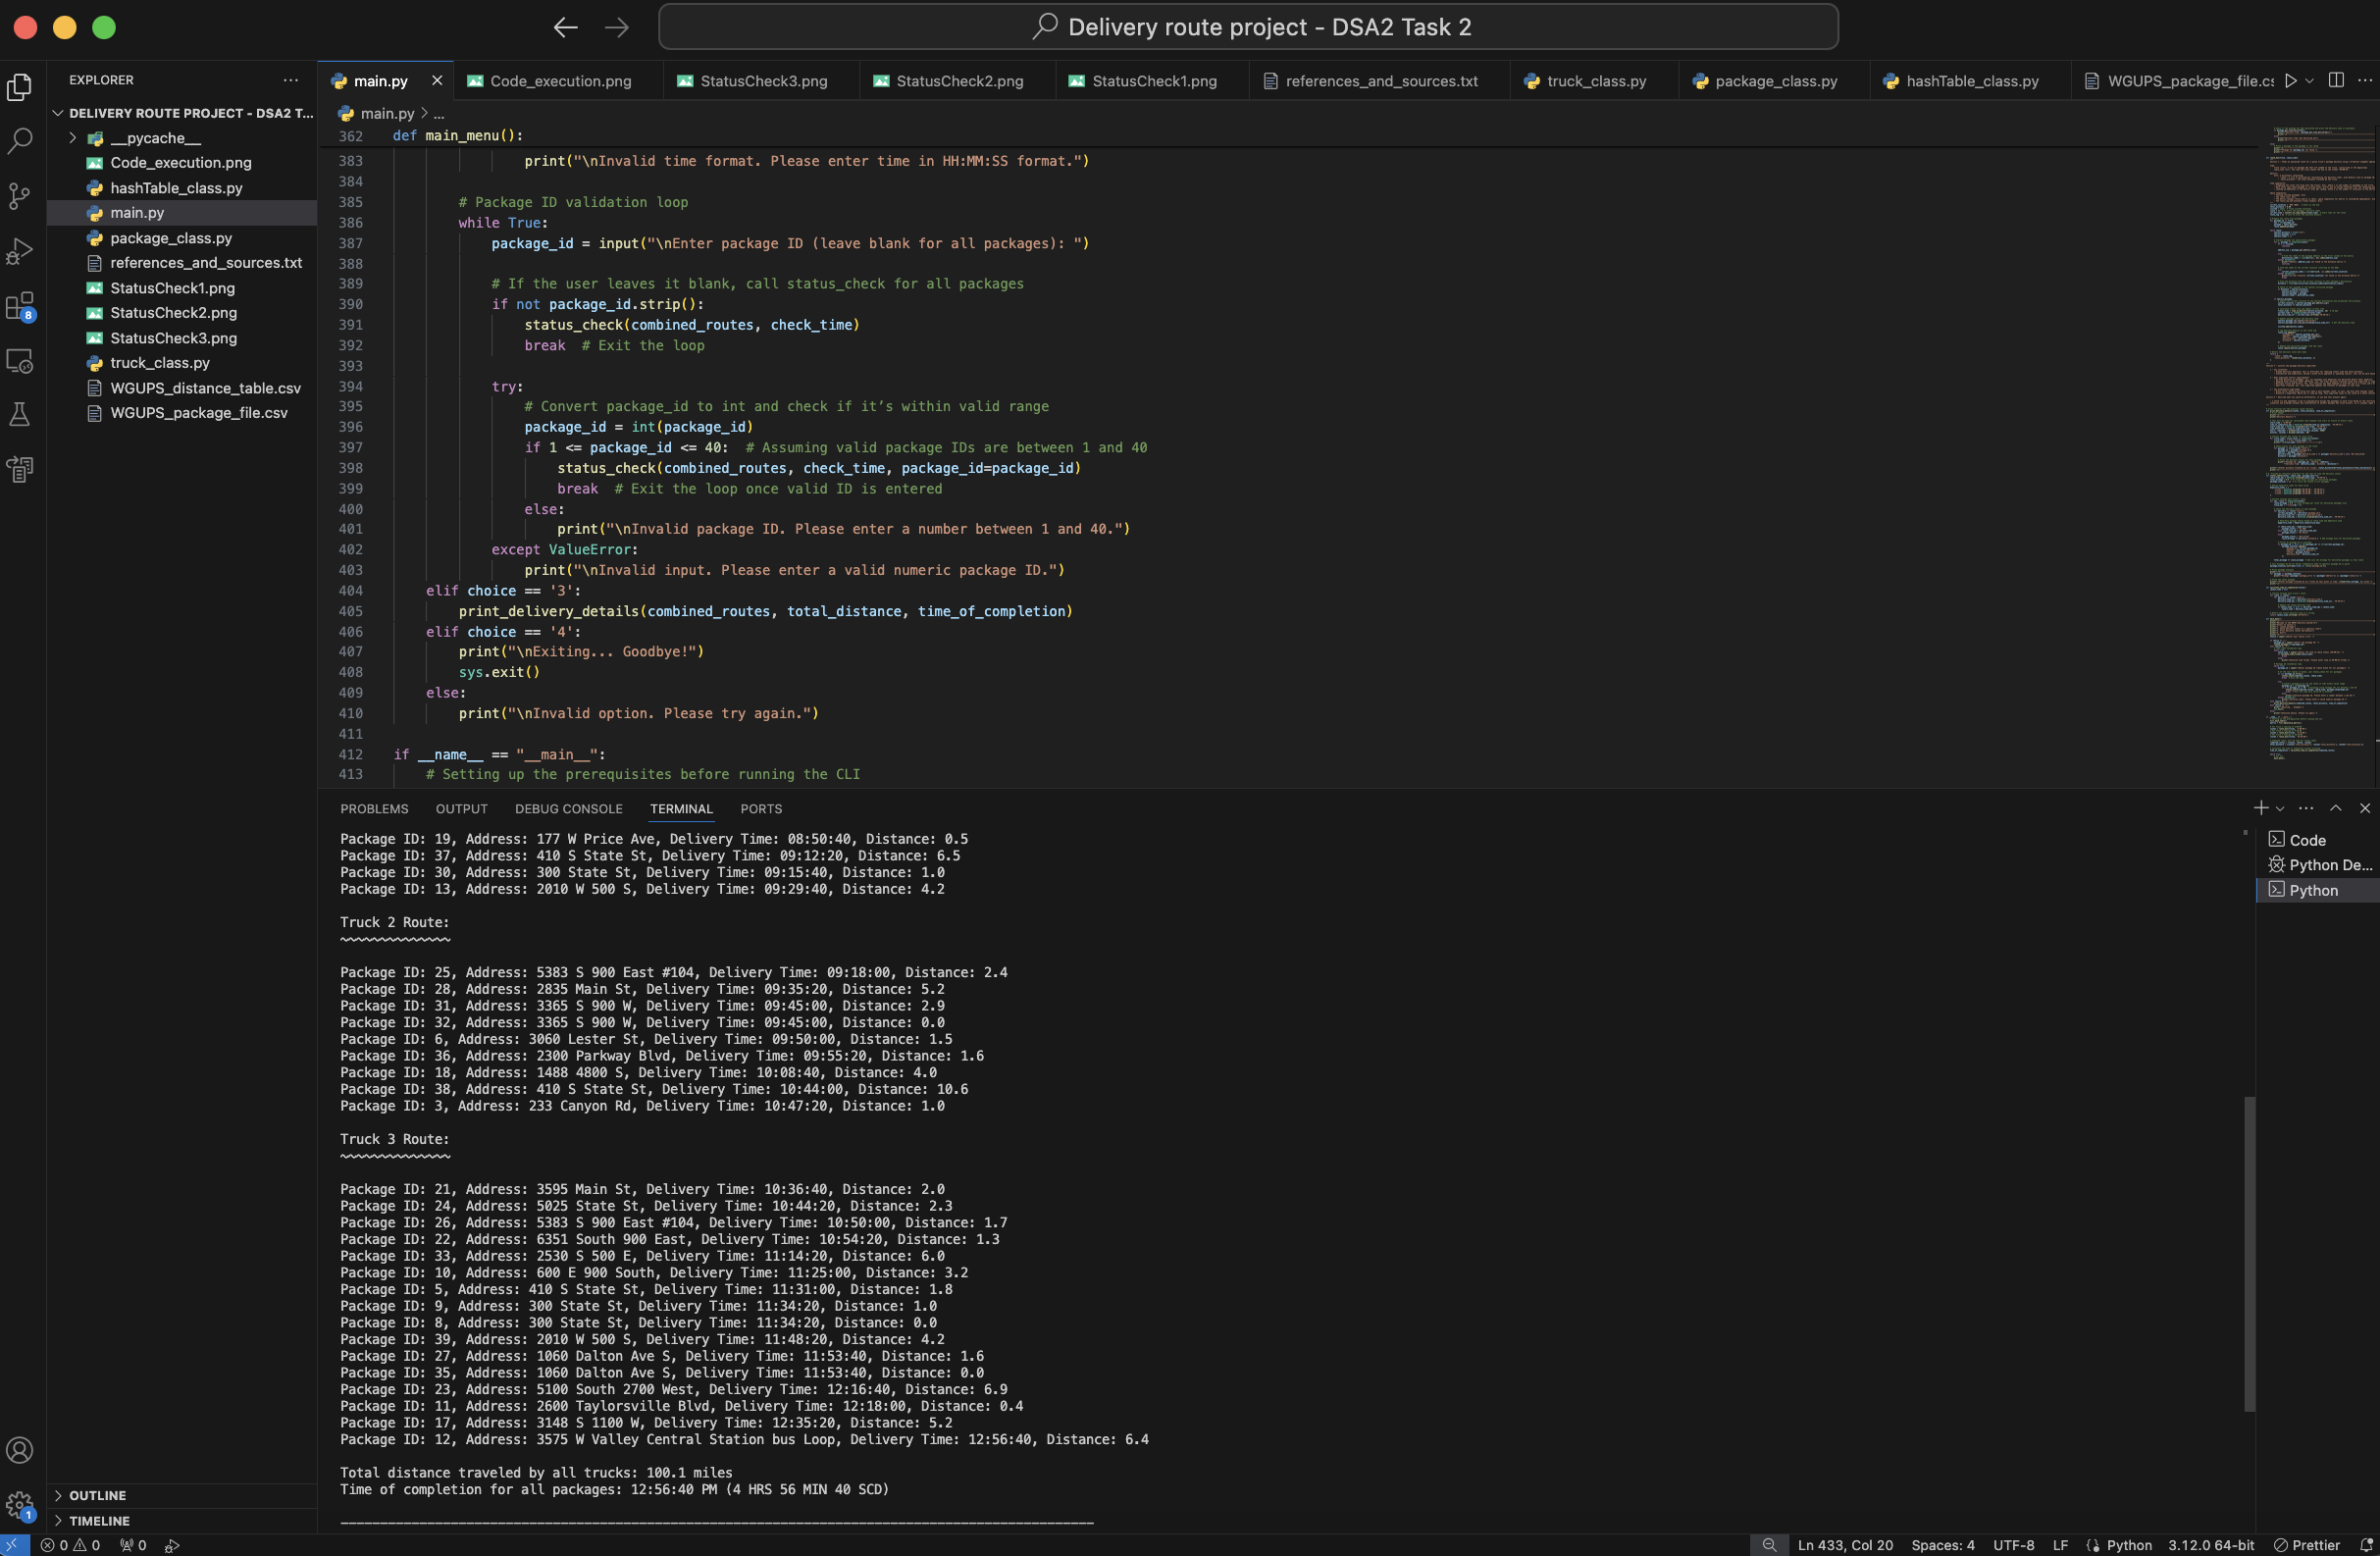 Delivery route project - DSA2 Task 2
EXPLORER
DELIVERY ROUTE PROJECT - DSA2 T...
__pycache__
Code_execution.png
hashTable_class.py
main.py
package_class.py
references_and_sources.txt
StatusCheck1.png
StatusCheck2.png
StatusCheck3.png
truck_class.py
WGUPS_distance_table.csv
WGUPS_package_file.csv
OUTLINE
TIMELINE
8
1
main.py
Code_execution.png
StatusCheck3.png
StatusCheck2.png
StatusCheck1.png
references_and_sources.txt
truck_class.py
package_class.py
hashTable_class.py
WGUPS_package_file.cs
main.py > ...
362 def main_menu():
383 print("\nInvalid time format. Please enter time in HH:MM:SS format.")
384
385 # Package ID validation loop
386 while True:
387 package_id = input("\nEnter package ID (leave blank for all packages): ")
388
389 # If the user leaves it blank, call status_check for all packages
390 if not package_id.strip():
391 status_check(combined_routes, check_time)
392 break  # Exit the loop
393
394 try:
395 # Convert package_id to int and check if it’s within valid range
396 package_id = int(package_id)
397 if 1 <= package_id <= 40:  # Assuming valid package IDs are between 1 and 40
398 status_check(combined_routes, check_time, package_id=package_id)
399 break  # Exit the loop once valid ID is entered
400 else:
401 print("\nInvalid package ID. Please enter a number between 1 and 40.")
402 except ValueError:
403 print("\nInvalid input. Please enter a valid numeric package ID.")
404 elif choice == '3':
405 print_delivery_details(combined_routes, total_distance, time_of_completion)
406 elif choice == '4':
407 print("\nExiting... Goodbye!")
408 sys.exit()
409 else:
410 print("\nInvalid option. Please try again.")
411
412 if __name__ == "__main__":
413 # Setting up the prerequisites before running the CLI
PROBLEMS OUTPUT DEBUG CONSOLE TERMINAL PORTS
Package ID: 19, Address: 177 W Price Ave, Delivery Time: 08:50:40, Distance: 0.5
Package ID: 37, Address: 410 S State St, Delivery Time: 09:12:20, Distance: 6.5
Package ID: 30, Address: 300 State St, Delivery Time: 09:15:40, Distance: 1.0
Package ID: 13, Address: 2010 W 500 S, Delivery Time: 09:29:40, Distance: 4.2
Truck 2 Route:
~~~~~~~~~~~~~~
Package ID: 25, Address: 5383 S 900 East #104, Delivery Time: 09:18:00, Distance: 2.4
Package ID: 28, Address: 2835 Main St, Delivery Time: 09:35:20, Distance: 5.2
Package ID: 31, Address: 3365 S 900 W, Delivery Time: 09:45:00, Distance: 2.9
Package ID: 32, Address: 3365 S 900 W, Delivery Time: 09:45:00, Distance: 0.0
Package ID: 6, Address: 3060 Lester St, Delivery Time: 09:50:00, Distance: 1.5
Package ID: 36, Address: 2300 Parkway Blvd, Delivery Time: 09:55:20, Distance: 1.6
Package ID: 18, Address: 1488 4800 S, Delivery Time: 10:08:40, Distance: 4.0
Package ID: 38, Address: 410 S State St, Delivery Time: 10:44:00, Distance: 10.6
Package ID: 3, Address: 233 Canyon Rd, Delivery Time: 10:47:20, Distance: 1.0
Truck 3 Route:
~~~~~~~~~~~~~~
Package ID: 21, Address: 3595 Main St, Delivery Time: 10:36:40, Distance: 2.0
Package ID: 24, Address: 5025 State St, Delivery Time: 10:44:20, Distance: 2.3
Package ID: 26, Address: 5383 S 900 East #104, Delivery Time: 10:50:00, Distance: 1.7
Package ID: 22, Address: 6351 South 900 East, Delivery Time: 10:54:20, Distance: 1.3
Package ID: 33, Address: 2530 S 500 E, Delivery Time: 11:14:20, Distance: 6.0
Package ID: 10, Address: 600 E 900 South, Delivery Time: 11:25:00, Distance: 3.2
Package ID: 5, Address: 410 S State St, Delivery Time: 11:31:00, Distance: 1.8
Package ID: 9, Address: 300 State St, Delivery Time: 11:34:20, Distance: 1.0
Package ID: 8, Address: 300 State St, Delivery Time: 11:34:20, Distance: 0.0
Package ID: 39, Address: 2010 W 500 S, Delivery Time: 11:48:20, Distance: 4.2
Package ID: 27, Address: 1060 Dalton Ave S, Delivery Time: 11:53:40, Distance: 1.6
Package ID: 35, Address: 1060 Dalton Ave S, Delivery Time: 11:53:40, Distance: 0.0
Package ID: 23, Address: 5100 South 2700 West, Delivery Time: 12:16:40, Distance: 6.9
Package ID: 11, Address: 2600 Taylorsville Blvd, Delivery Time: 12:18:00, Distance: 0.4
Package ID: 17, Address: 3148 S 1100 W, Delivery Time: 12:35:20, Distance: 5.2
Package ID: 12, Address: 3575 W Valley Central Station bus Loop, Delivery Time: 12:56:40, Distance: 6.4
Total distance traveled by all trucks: 100.1 miles
Time of completion for all packages: 12:56:40 PM (4 HRS 56 MIN 40 SCD)
Code
Python De...
Python
0 0 0
Ln 433, Col 20 Spaces: 4 UTF-8 LF Python 3.12.0 64-bit Prettier